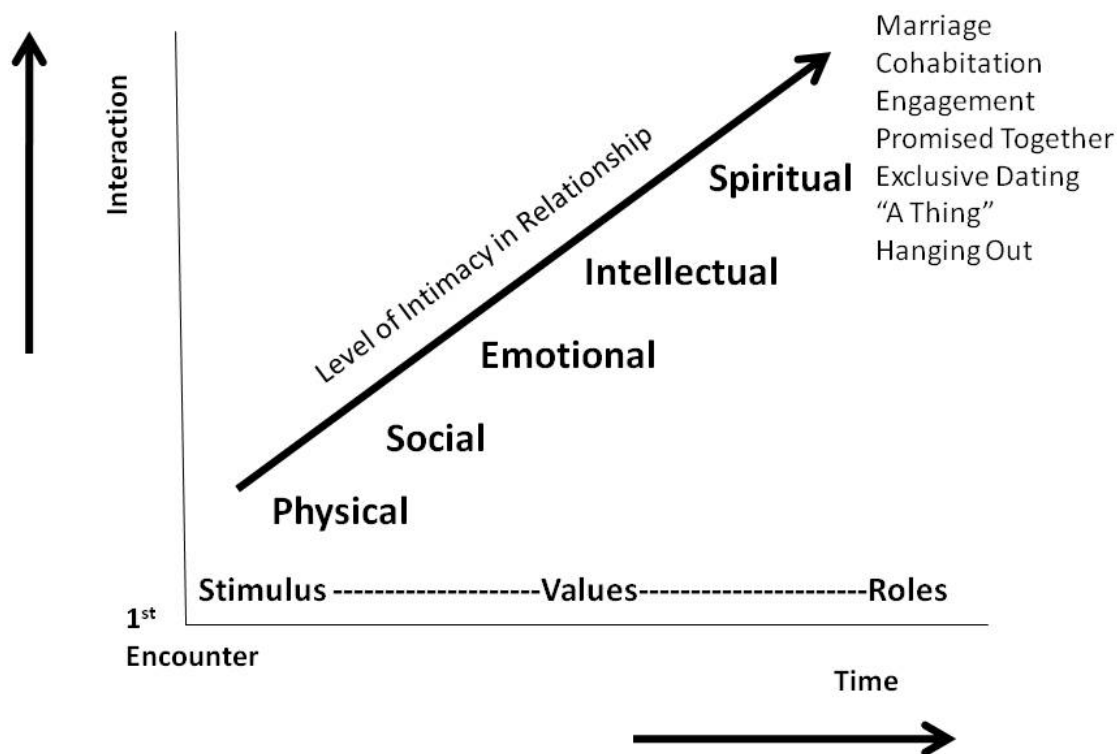 Marriage
Cohabitation
Engagement
Promised Together
Exclusive Dating
“A Thing”
Hanging Out
Interaction
Level of Intimacy in Relationship
Spiritual
Intellectual
Emotional
Social
Physical
Stimulus --------------------Values----------------------Roles
1st
Encounter
Time